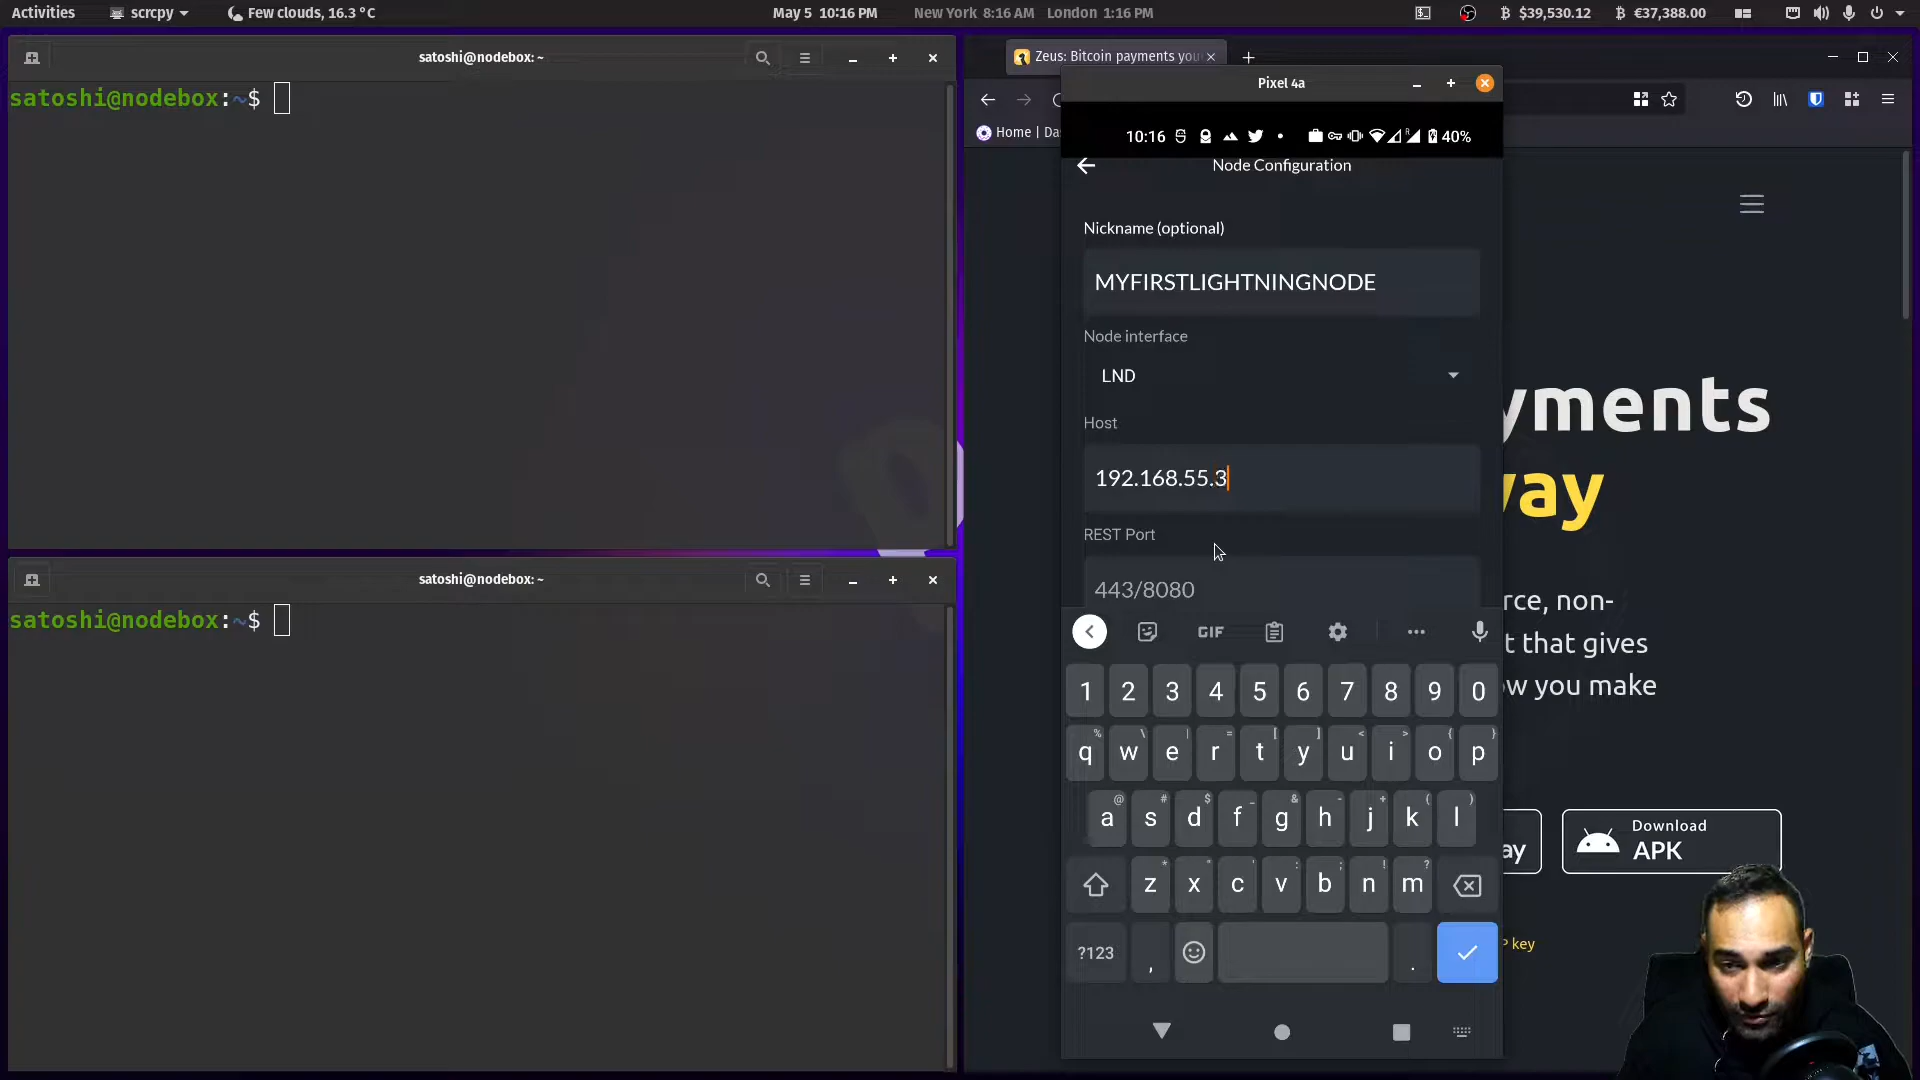 Activities
scrcpy
Few clouds, 16.3 °C
May 5 10:16 PM
New York 8:16 AM
London 1:16 PM
$39,530.12
€37,388.00
satoshi@nodebox: ~
satoshi@nodebox:~$
satoshi@nodebox: ~
satoshi@nodebox:~$
Zeus: Bitcoin payments you
Home | Da
Pixel 4a
10:16
40%
Node Configuration
Nickname (optional)
MYFIRSTLIGHTNINGNODE
Node interface
LND
Host
192.168.55.3
REST Port
443/8080
GIF
1 2 3 4 5 6 7 8 9 0
% \ | = [ ] < > { }
q w e r t y u i o p
@ # $ _ & - + ( )
a s d f g h j k l
* " ' : ; ! ?
z x c v b n m
?123 , .
yments
way
rce, non-
t that gives
ow you make
ay
Download
APK
P key